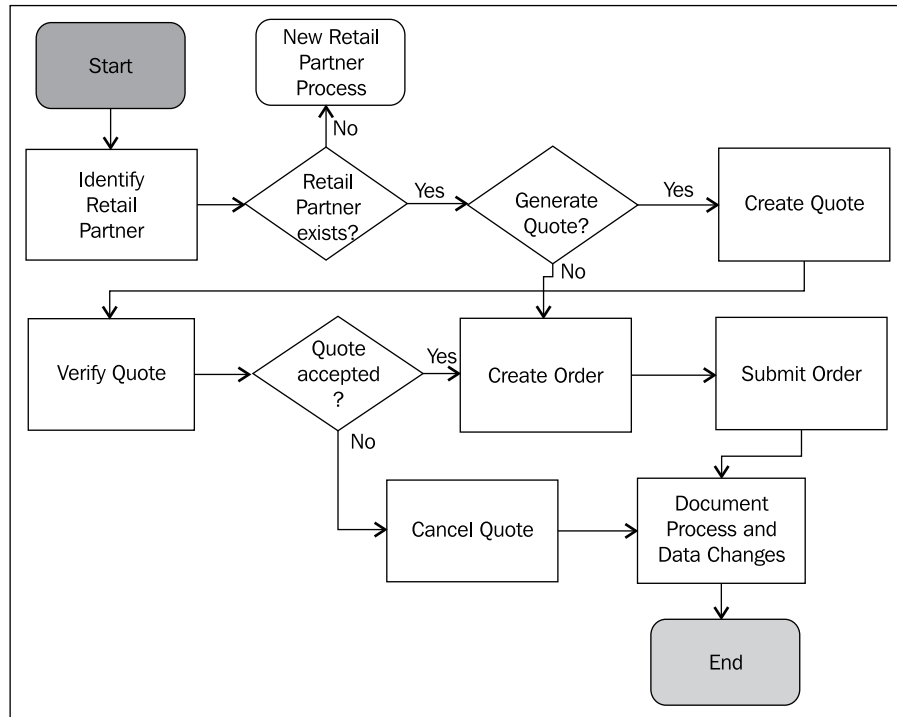 Start
New Retail
Partner
Process
No
Identify
Retail
Partner
Retail
Partner
exists?
Yes
Generate
Quote?
Yes
Create Quote
No
Verify Quote
Quote
accepted
?
Yes
Create Order
Submit Order
No
Cancel Quote
Document
Process and
Data Changes
End